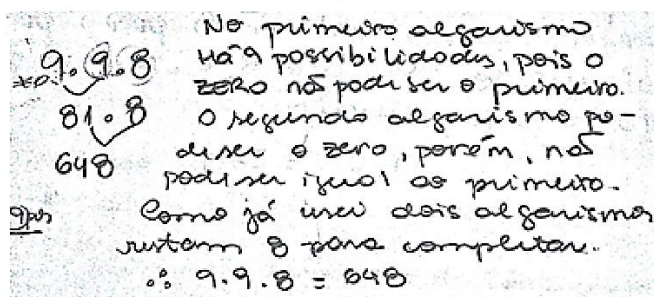 No primeiro algarismo
9.9.8 Há 9 possibilidades, pois o
≠0 zero não pode ser o primeiro.
81.8 O segundo algarismo po-
648 de ser o zero, porém, não
pode ser igual ao primeiro.
Como já usei dois algarismos
restam 8 para completar.
∴ 9.9.8 = 648